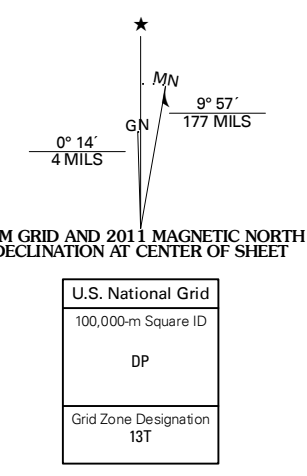 ★
MN
GN
9° 57´
177 MILS
0° 14´
4 MILS
M GRID AND 2011 MAGNETIC NORTH
DECLINATION AT CENTER OF SHEET
U.S. National Grid
100,000-m Square ID
DP
Grid Zone Designation
13T